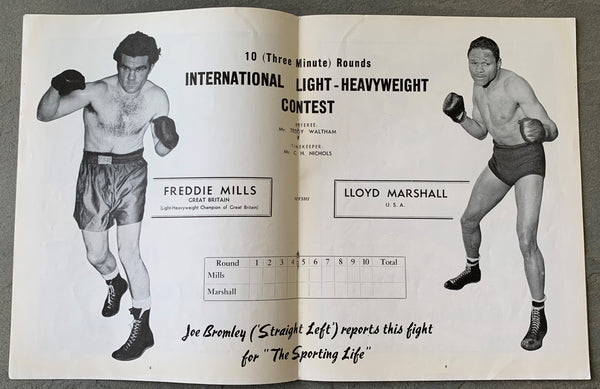 10 (Three Minute) Rounds
INTERNATIONAL LIGHT-HEAVYWEIGHT
CONTEST
REFEREE:
Mr. TEDDY WALTHAM
TIMEKEEPER:
Mr. C. H. NICHOLS
FREDDIE MILLS
GREAT BRITAIN
(Light-Heavyweight Champion of Great Britain)
versus
LLOYD MARSHALL
U.S.A.
Round 1 2 3 4 5 6 7 8 9 10 Total
Mills
Marshall
Joe Bromley ('Straight Left') reports this fight
for "The Sporting Life"